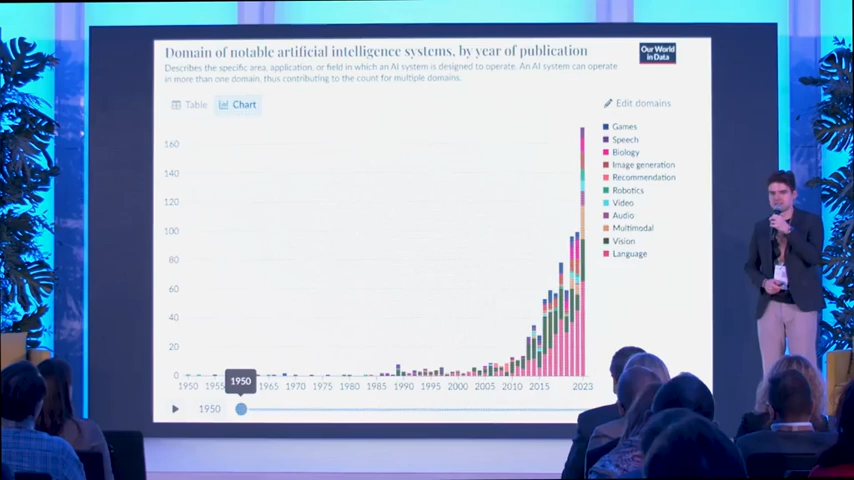 Domain of notable artificial intelligence systems, by year of publication
Our World
in Data
Describes the specific area, application, or field in which an AI system is designed to operate. An AI system can operate
in more than one domain, thus contributing to the count for multiple domains.
Table
Chart
Edit domains
160
140
120
100
80
60
40
20
0
Games
Speech
Biology
Image generation
Recommendation
Robotics
Video
Audio
Multimodal
Vision
Language
1950 1955 1965 1970 1975 1980 1985 1990 1995 2000 2005 2010 2015 2023
1950
1950